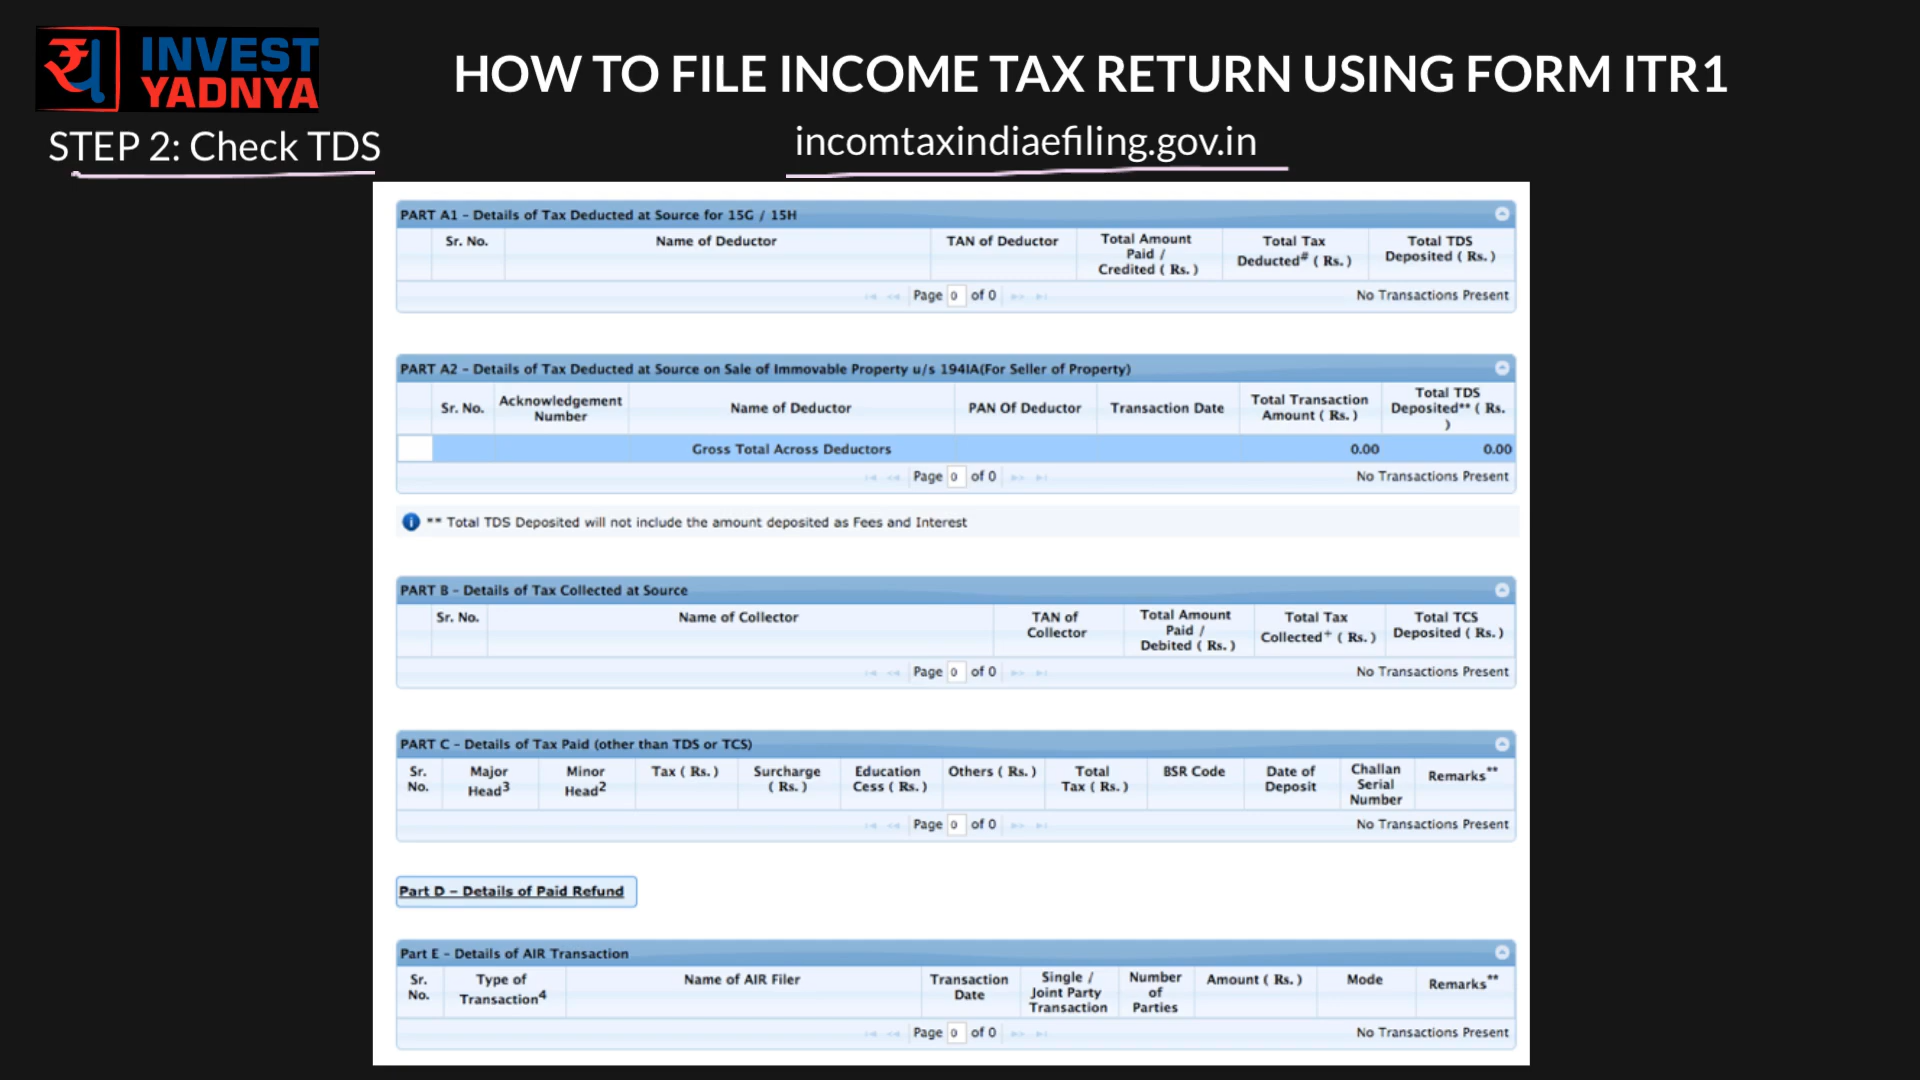 INVEST
YADNYA
HOW TO FILE INCOME TAX RETURN USING FORM ITR1
STEP 2: Check TDS
incomtaxindiaefiling.gov.in
PART A1 - Details of Tax Deducted at Source for 15G / 15H
Sr. No. Name of Deductor TAN of Deductor Total Amount Paid / Credited ( Rs. ) Total Tax Deducted# ( Rs. ) Total TDS Deposited ( Rs. )
Page 0 of 0 No Transactions Present
PART A2 - Details of Tax Deducted at Source on Sale of Immovable Property u/s 194IA(For Seller of Property)
Sr. No. Acknowledgement Number Name of Deductor PAN Of Deductor Transaction Date Total Transaction Amount ( Rs. ) Total TDS Deposited** ( Rs. )
Gross Total Across Deductors 0.00 0.00
Page 0 of 0 No Transactions Present
** Total TDS Deposited will not include the amount deposited as Fees and Interest
PART B - Details of Tax Collected at Source
Sr. No. Name of Collector TAN of Collector Total Amount Paid / Debited ( Rs. ) Total Tax Collected+ ( Rs. ) Total TCS Deposited ( Rs. )
Page 0 of 0 No Transactions Present
PART C - Details of Tax Paid (other than TDS or TCS)
Sr. No. Major Head3 Minor Head2 Tax ( Rs. ) Surcharge ( Rs. ) Education Cess ( Rs. ) Others ( Rs. ) Total Tax ( Rs. ) BSR Code Date of Deposit Challan Serial Number Remarks**
Page 0 of 0 No Transactions Present
Part D - Details of Paid Refund
Part E - Details of AIR Transaction
Sr. No. Type of Transaction4 Name of AIR Filer Transaction Date Single / Joint Party Transaction Number of Parties Amount ( Rs. ) Mode Remarks**
Page 0 of 0 No Transactions Present